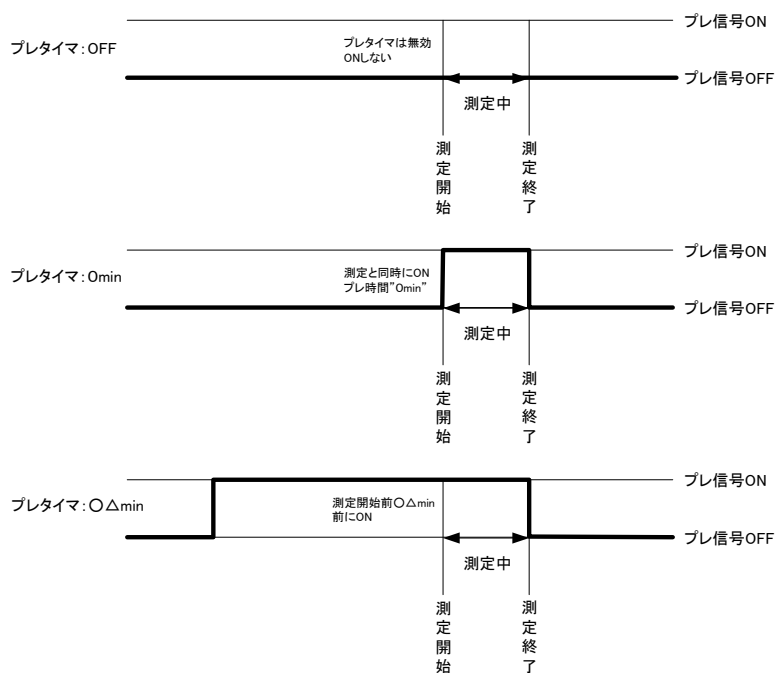 プレ信号ON
プレタイマ:OFF
プレタイマは無効
ONしない
プレ信号OFF
測定中
測定開始
測定終了
プレ信号ON
プレタイマ:0min
測定と同時にON
プレ時間"0min"
プレ信号OFF
測定中
測定開始
測定終了
プレ信号ON
プレタイマ:○△min
測定開始前○△min
前にON
プレ信号OFF
測定中
測定開始
測定終了